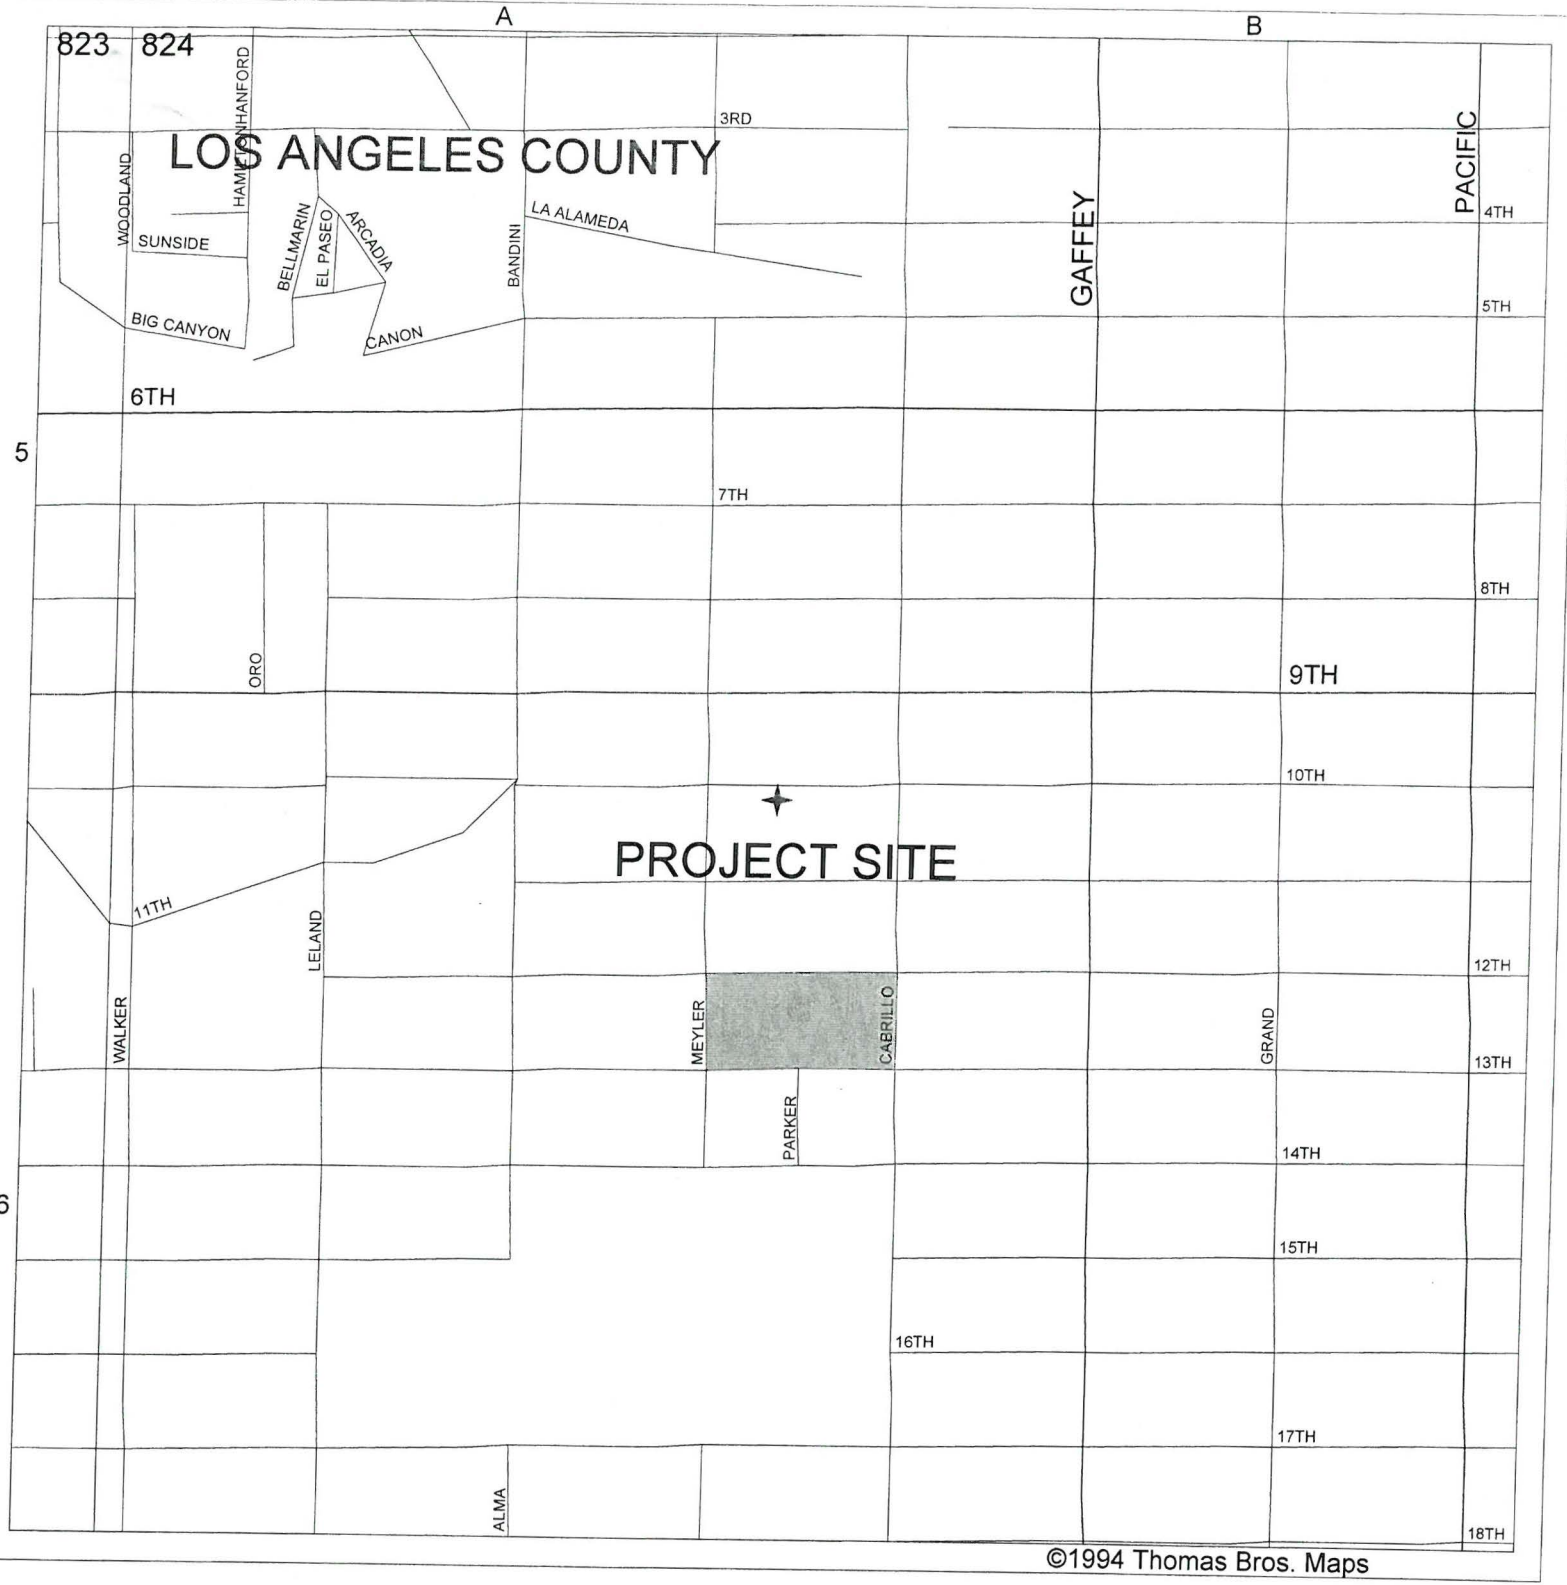 A
B
823
824
HAMILTON
HANFORD
3RD
LOS ANGELES COUNTY
PACIFIC
WOODLAND
SUNSIDE
BELLMARIN
EL PASEO
ARCADIA
BANDINI
LA ALAMEDA
GAFFEY
4TH
BIG CANYON
CANON
5TH
6TH
5
7TH
8TH
ORO
9TH
10TH
PROJECT SITE
11TH
LELAND
12TH
WALKER
MEYLER
CABRILLO
GRAND
13TH
PARKER
14TH
6
15TH
16TH
17TH
ALMA
18TH
©1994 Thomas Bros. Maps